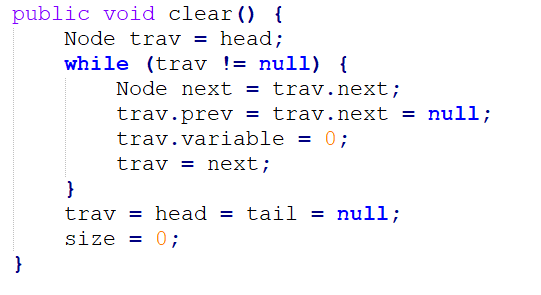 public void clear() {
    Node trav = head;
    while (trav != null) {
        Node next = trav.next;
        trav.prev = trav.next = null;
        trav.variable = 0;
        trav = next;
    }
    trav = head = tail = null;
    size = 0;
}